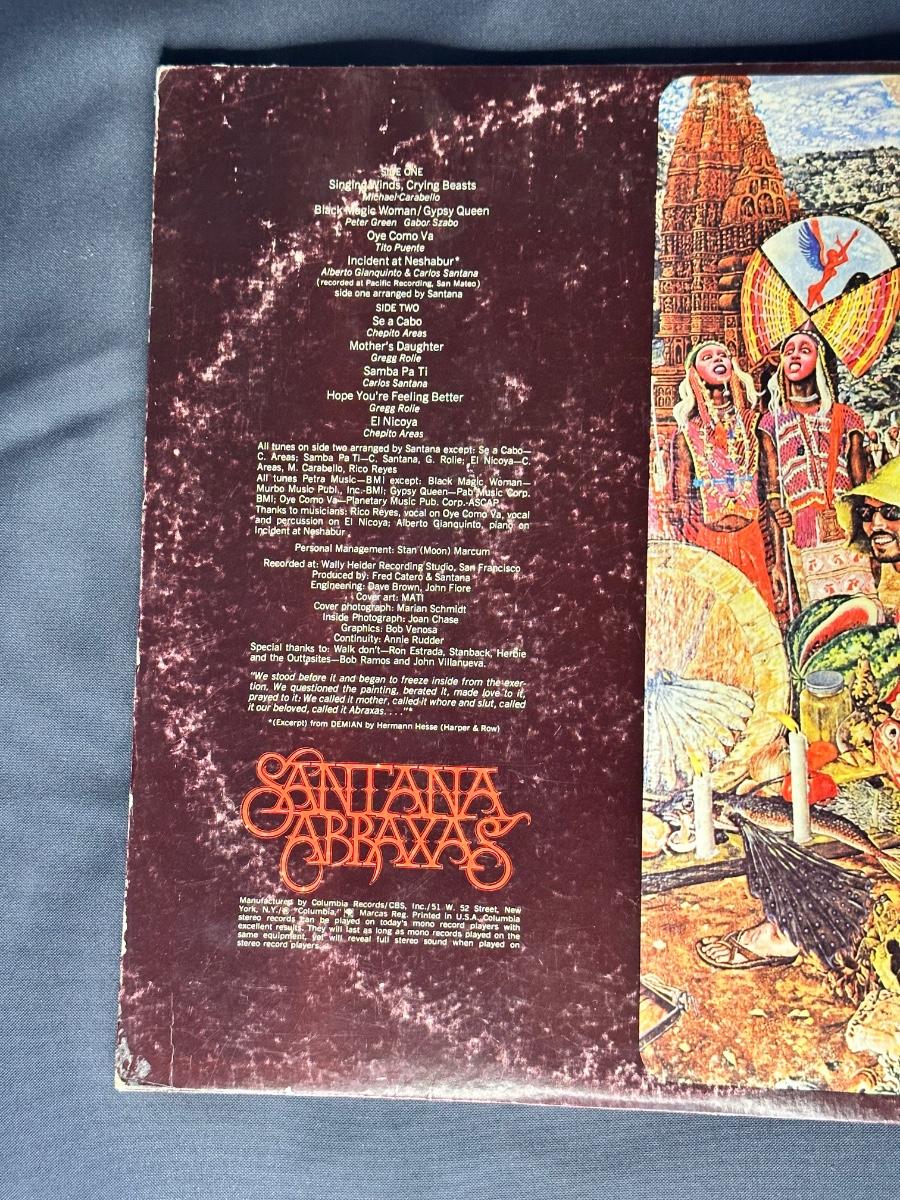 SIDE ONE
Singing Winds, Crying Beasts
Michael Carabello
Black Magic Woman/Gypsy Queen
Peter Green Gabor Szabo
Oye Como Va
Tito Puente
Incident at Neshabur*
Alberto Gianquinto & Carlos Santana
(recorded at Pacific Recording, San Mateo)
side one arranged by Santana
SIDE TWO
Se a Cabo
Chepito Areas
Mother's Daughter
Gregg Rolie
Samba Pa Ti
Carlos Santana
Hope You're Feeling Better
Gregg Rolie
El Nicoya
Chepito Areas
All tunes on side two arranged by Santana except: Se a Cabo—
C. Areas; Samba Pa Ti—C. Santana, G. Rolie; El Nicoya—C.
Areas, M. Carabello, Rico Reyes
All tunes Petra Music—BMI except: Black Magic Woman—
Murbo Music Publ., Inc.-BMI; Gypsy Queen—Pab Music Corp.
BMI; Oye Como Va—Planetary Music Pub. Corp.-ASCAP
Thanks to musicians: Rico Reyes, vocal on Oye Como Va, vocal
and percussion on El Nicoya; Alberto Gianquinto, piano on
Incident at Neshabur
Personal Management: Stan (Moon) Marcum
Recorded at: Wally Heider Recording Studio, San Francisco
Produced by: Fred Catero & Santana
Engineering: Dave Brown, John Fiore
Cover art: MATI
Cover photograph: Marian Schmidt
Inside Photograph: Joan Chase
Graphics: Bob Venosa
Continuity: Annie Rudder
Special thanks to: Walk don't—Ron Estrada, Stanback, Herbie
and the Outtasites—Bob Ramos and John Villanueva.
"We stood before it and began to freeze inside from the exer-
tion. We questioned the painting, berated it, made love to it,
prayed to it: We called it mother, called it whore and slut, called
it our beloved, called it Abraxas. . . ."*
*(Excerpt) from DEMIAN by Hermann Hesse (Harper & Row)
SANTANA
ABRAXAS
Manufactured by Columbia Records/CBS, Inc./51 W. 52 Street, New
York, N.Y./® "Columbia," Marcas Reg. Printed in U.S.A. Columbia
stereo records can be played on today's mono record players with
excellent results. They will last as long as mono records played on the
same equipment, yet will reveal full stereo sound when played on
stereo record players.